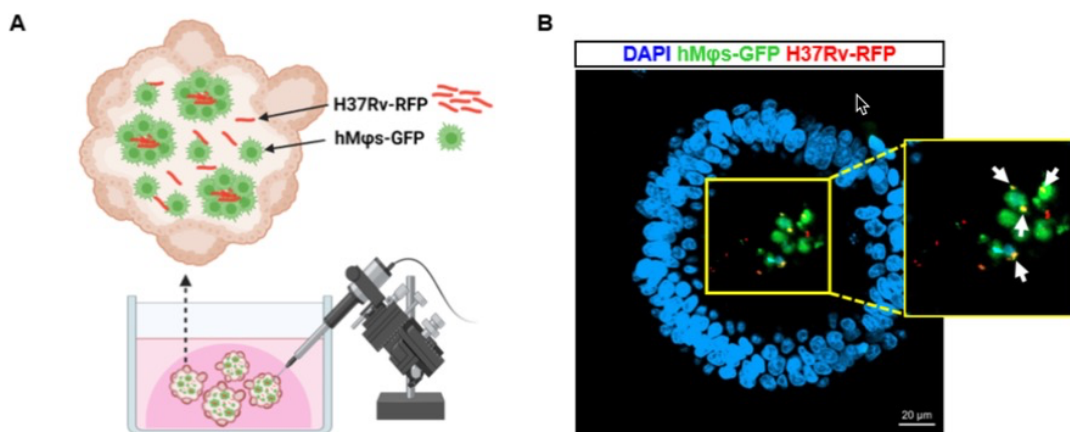 A
H37Rv-RFP
hMφs-GFP
B
DAPI hMφs-GFP H37Rv-RFP
20 μm